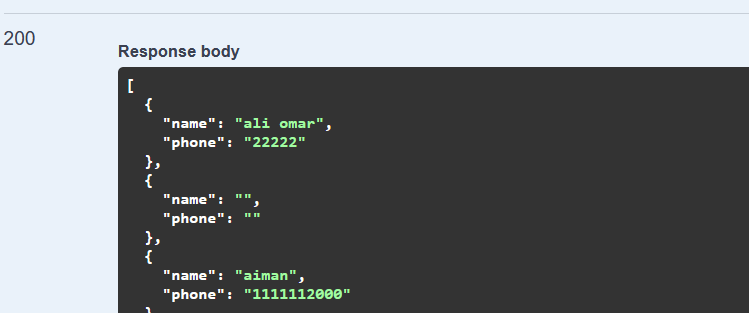 200
Response body
[
{
"name": "ali omar",
"phone": "22222"
},
{
"name": "",
"phone": ""
},
{
"name": "aiman",
"phone": "1111112000"
}